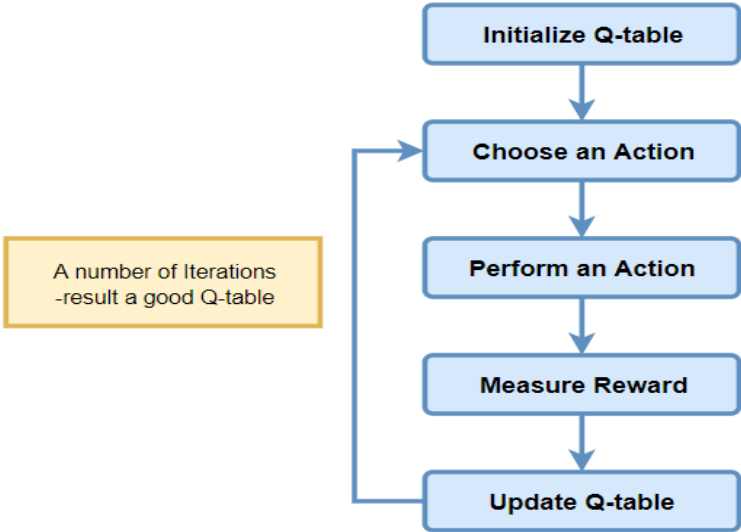 Initialize Q-table
Choose an Action
A number of Iterations
-result a good Q-table
Perform an Action
Measure Reward
Update Q-table